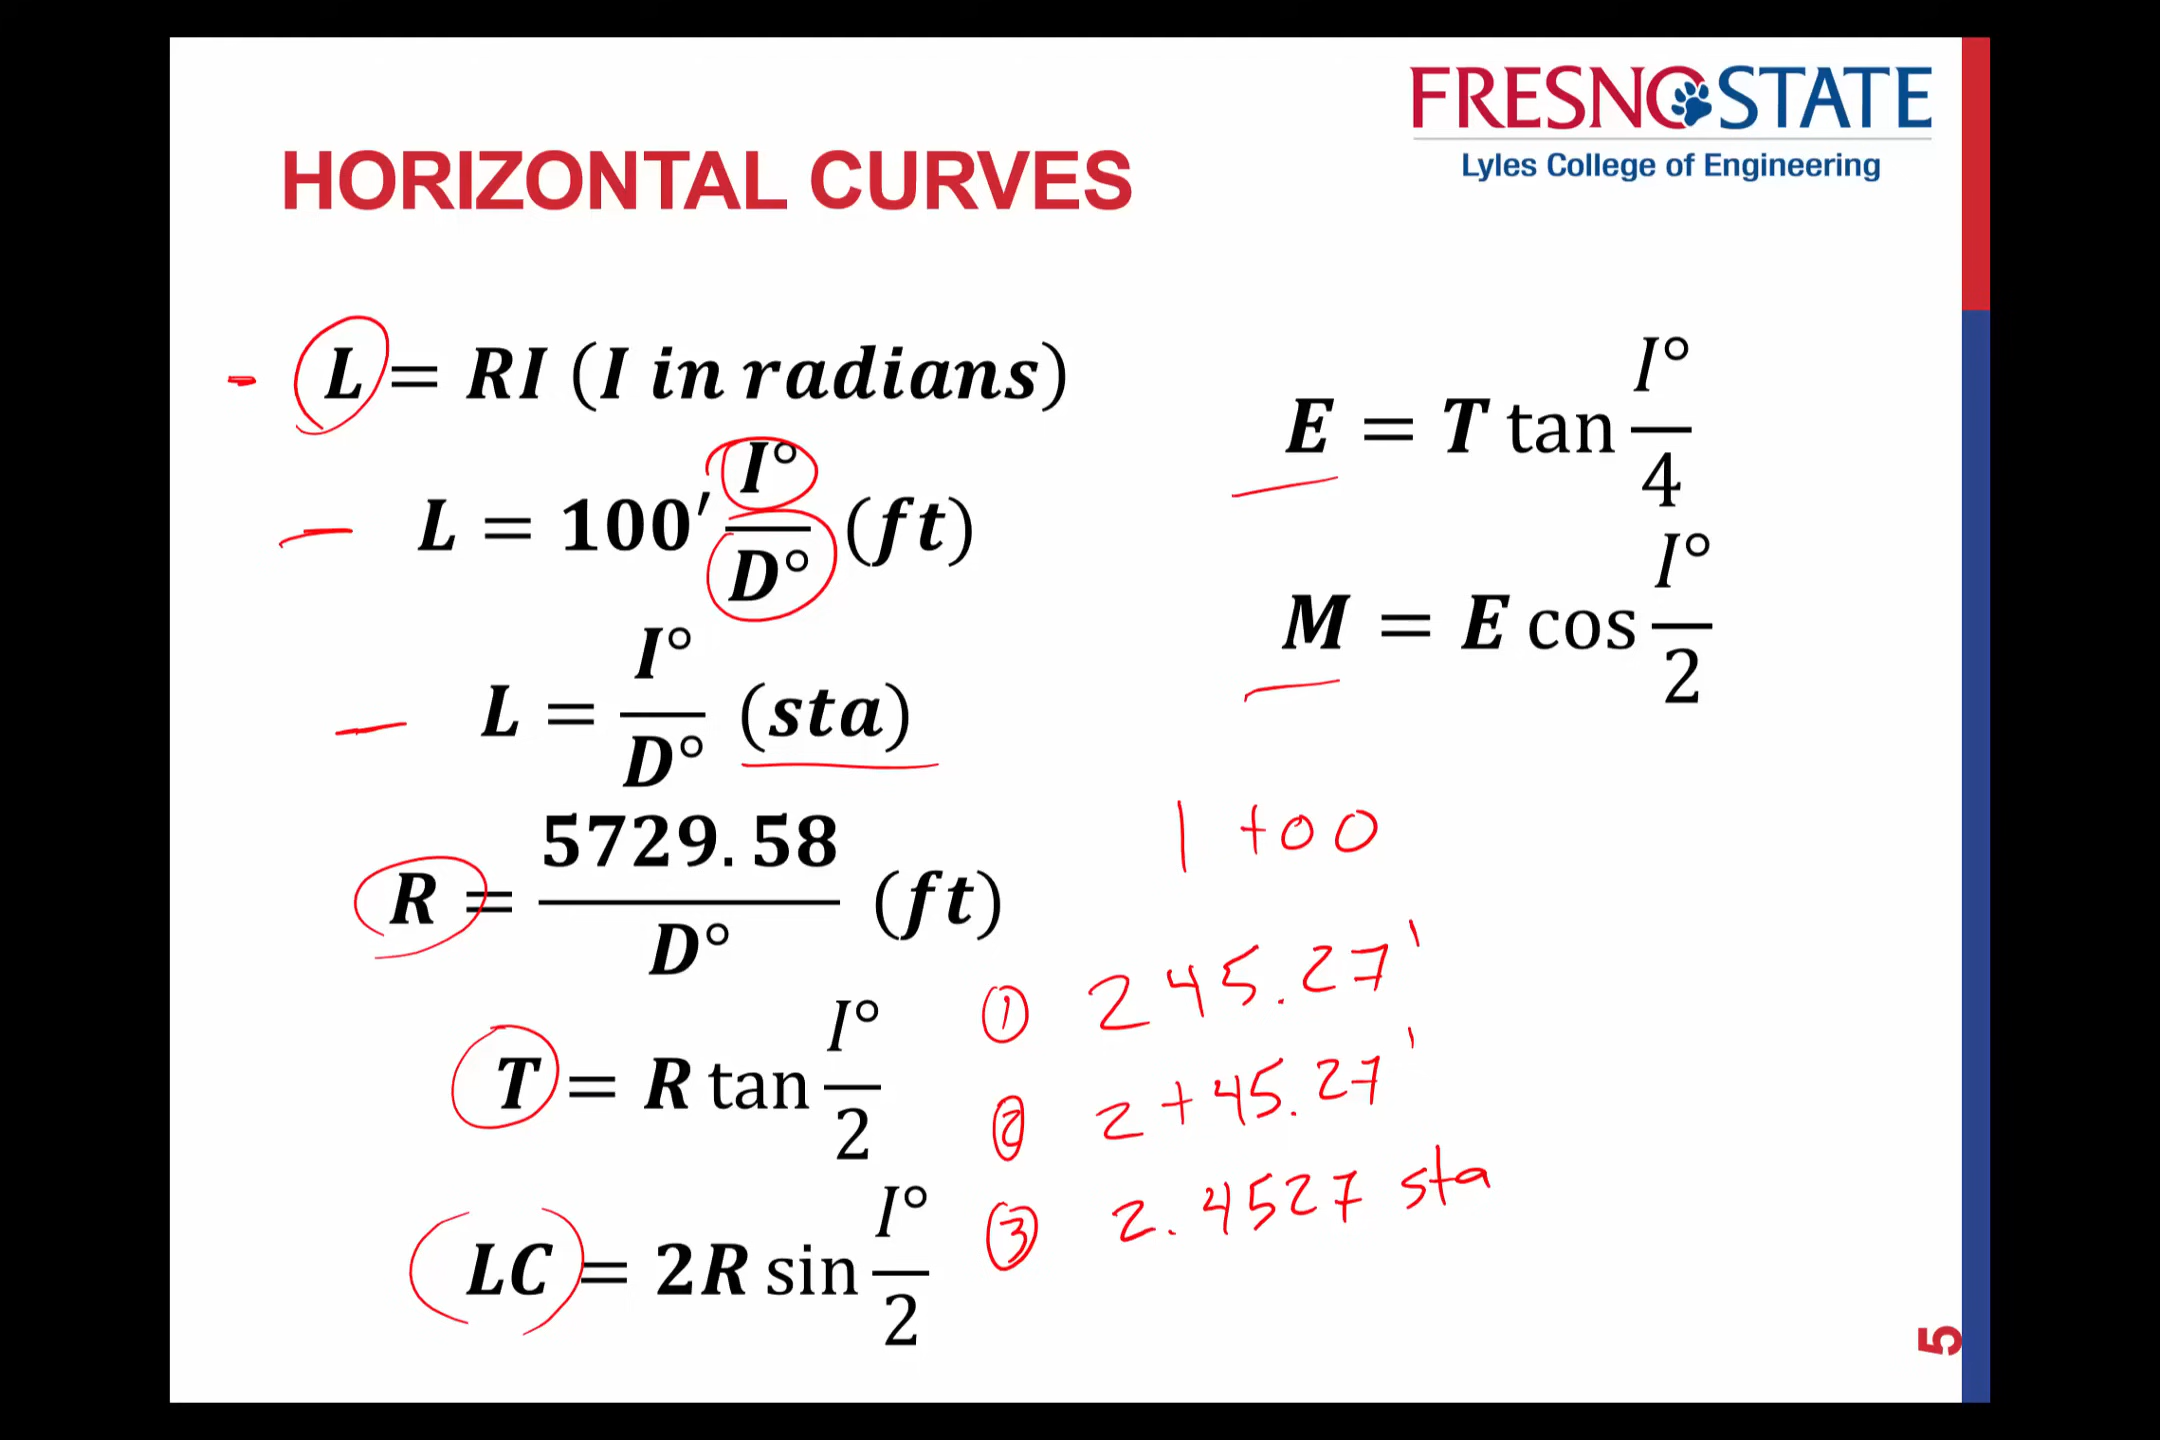 FRESNO STATE
Lyles College of Engineering
HORIZONTAL CURVES
- L = RI (I in radians)
- L = 100' I°/D° (ft)
- L = I°/D° (sta)
R = 5729.58/D° (ft)
T = R tan I°/2
LC = 2R sin I°/2
E = T tan I°/4
M = E cos I°/2
1 +00
① 245.27'
② 2+45.27'
③ 2.4527 sta
5